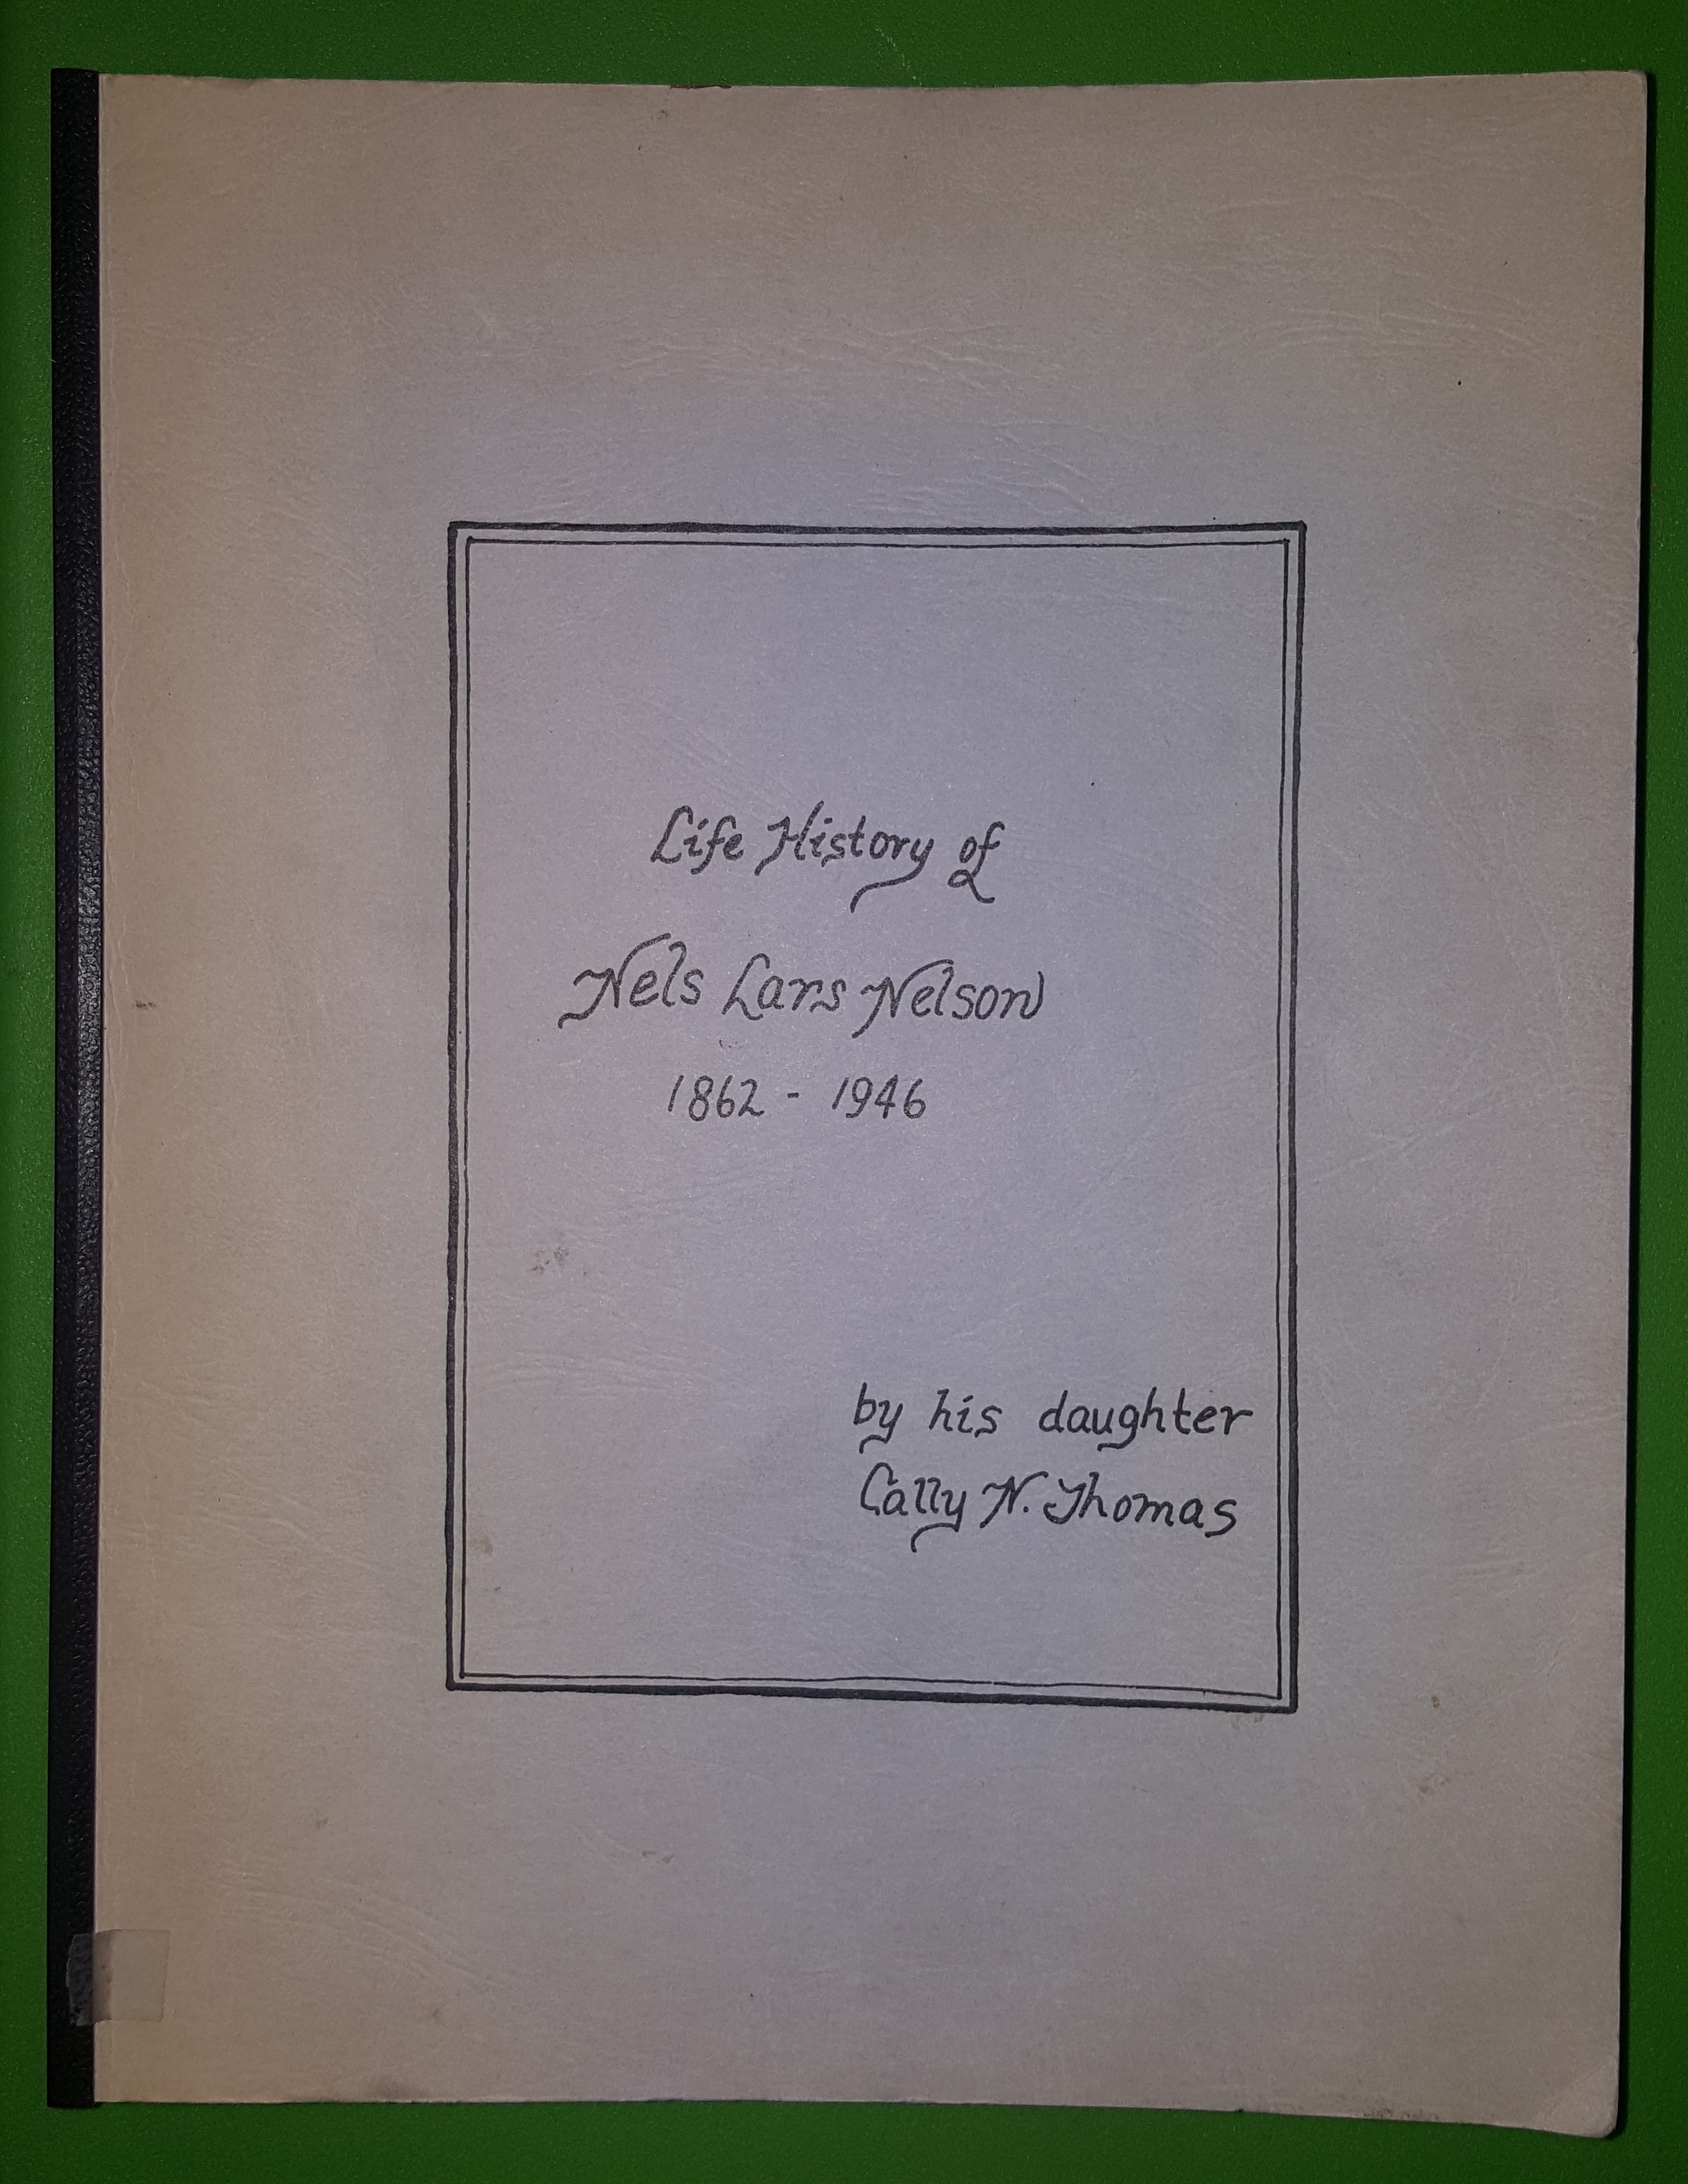 Life History of
Nels Lars Nelson
1862 - 1946
by his daughter
Cally N. Thomas